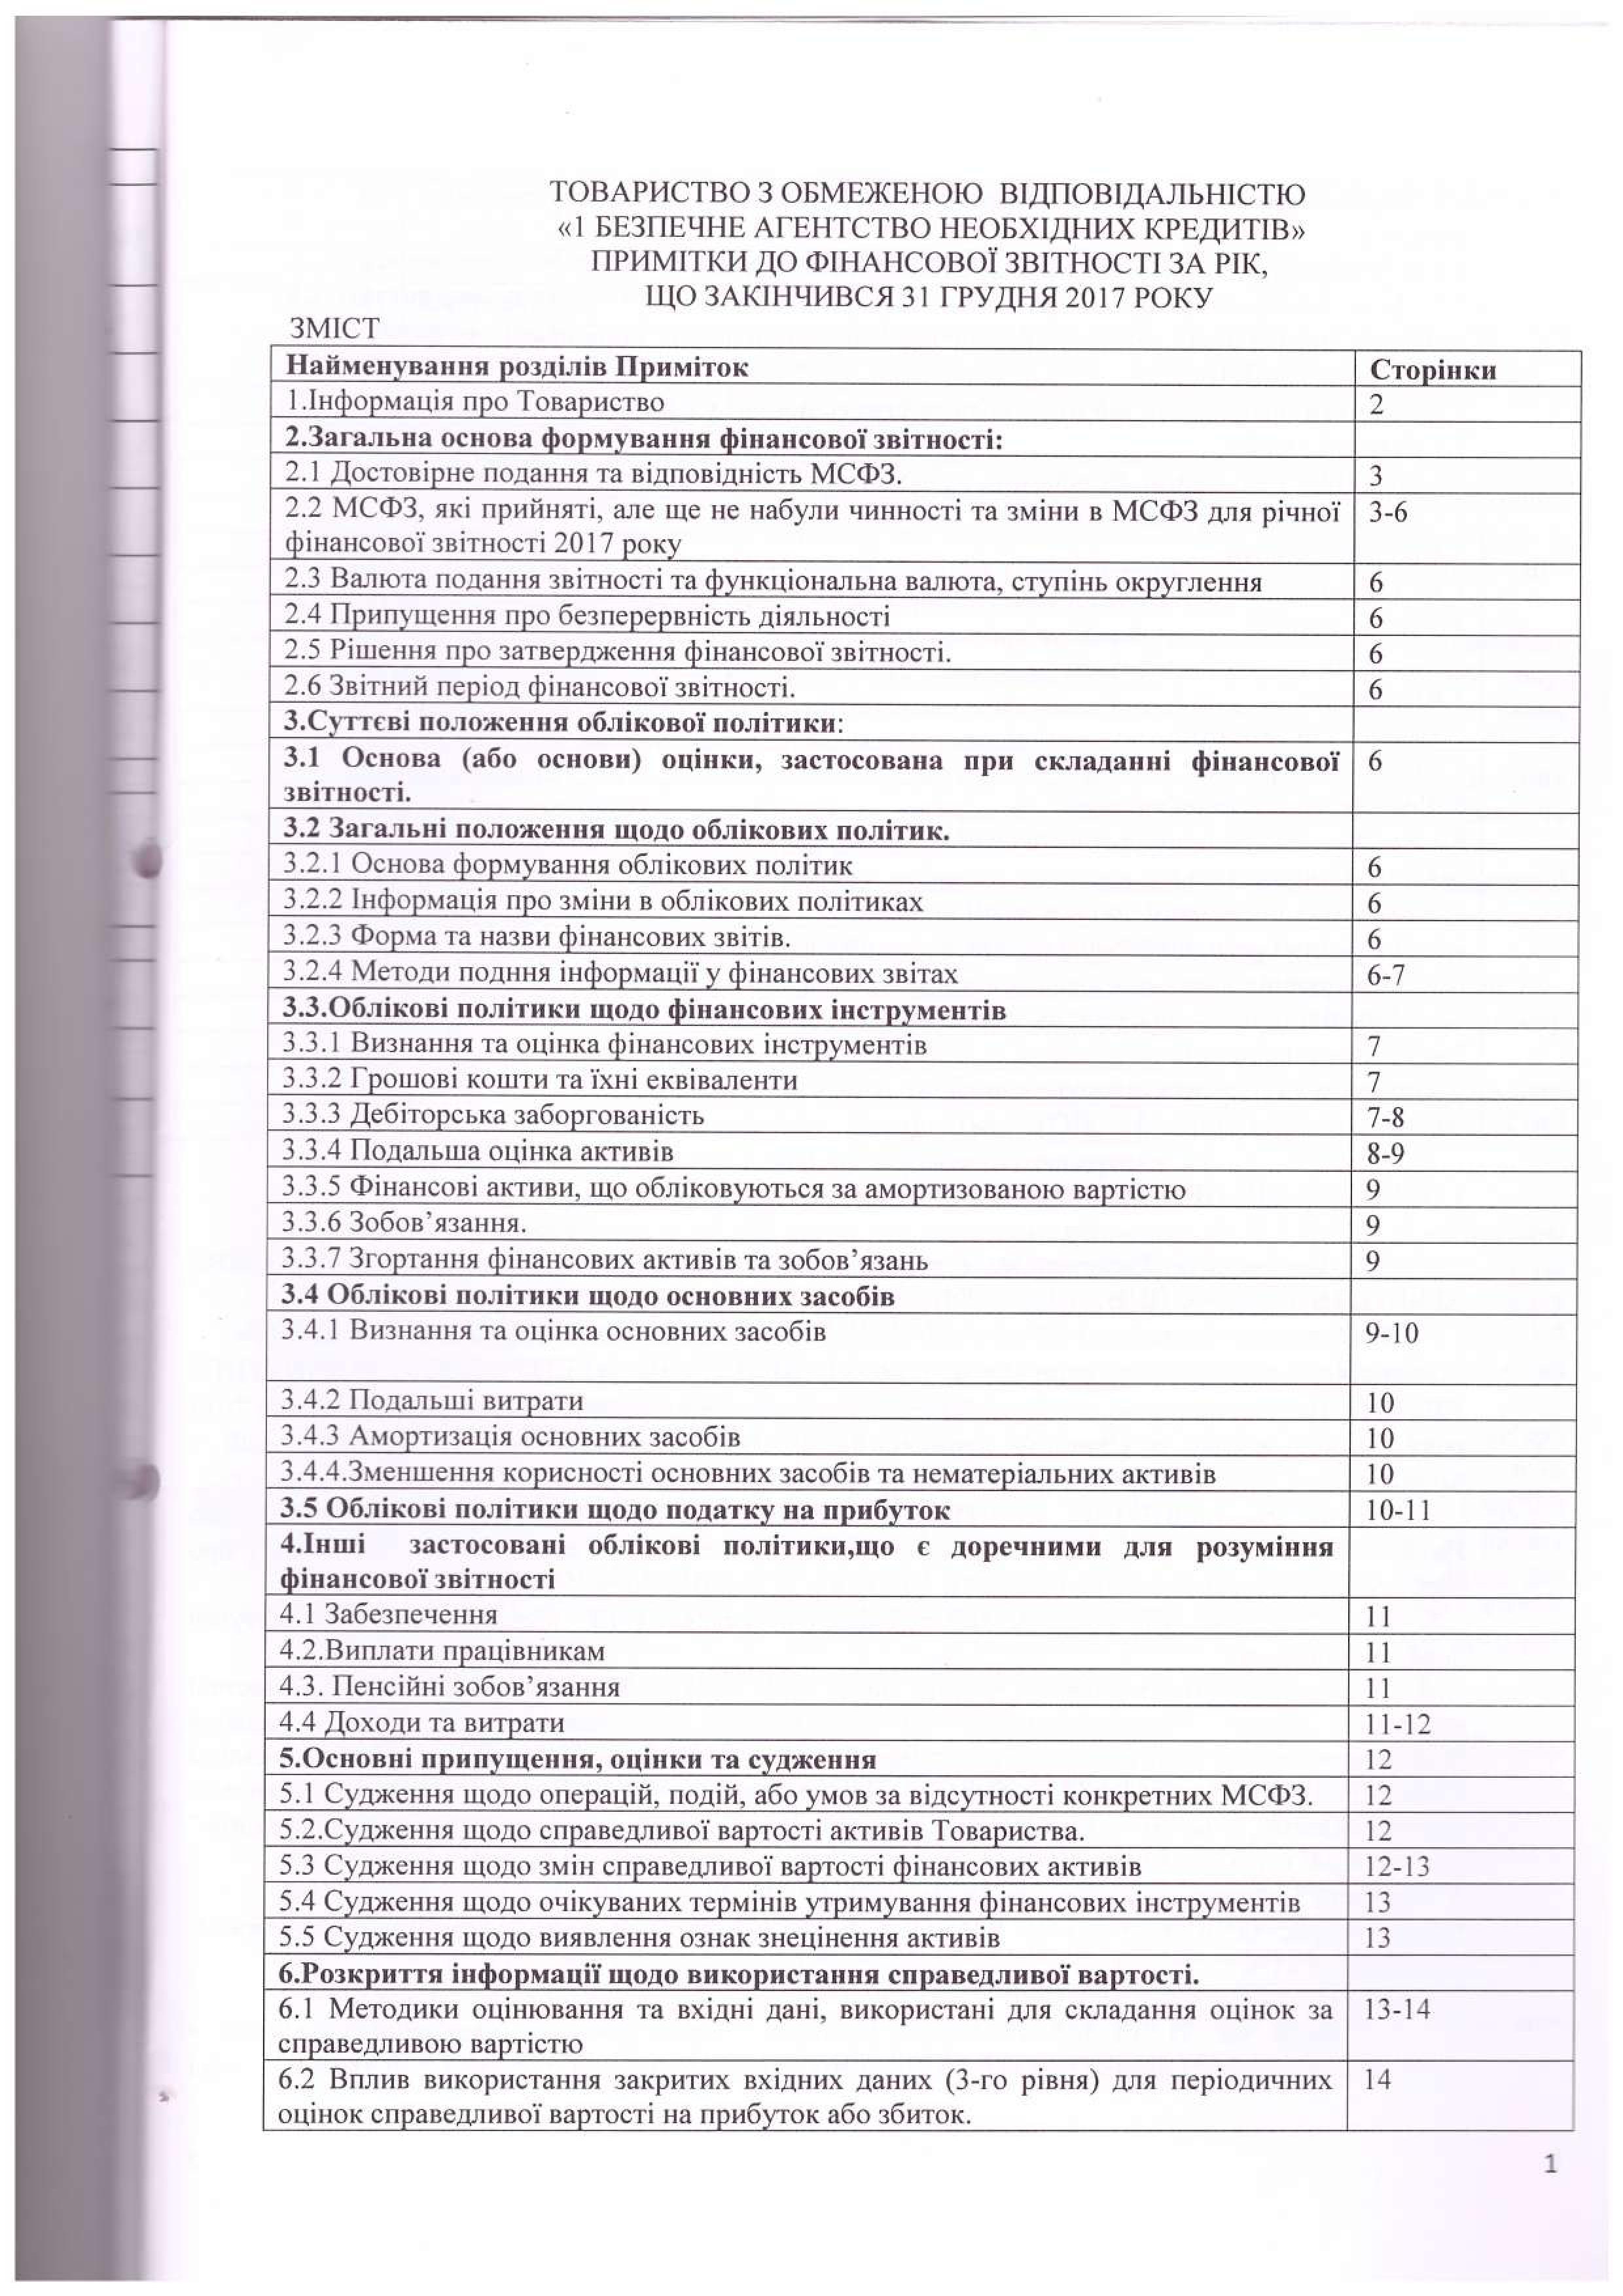 ТОВАРИСТВО З ОБМЕЖЕНОЮ ВІДПОВІДАЛЬНІСТЮ
«1 БЕЗПЕЧНЕ АГЕНТСТВО НЕОБХІДНИХ КРЕДИТІВ»
ПРИМІТКИ ДО ФІНАНСОВОЇ ЗВІТНОСТІ ЗА РІК,
ЩО ЗАКІНЧИВСЯ 31 ГРУДНЯ 2017 РОКУ
ЗМІСТ
Найменування розділів Приміток Сторінки
1.Інформація про Товариство 2
2.Загальна основа формування фінансової звітності:
2.1 Достовірне подання та відповідність МСФЗ. 3
2.2 МСФЗ, які прийняті, але ще не набули чинності та зміни в МСФЗ для річної 3-6
фінансової звітності 2017 року
2.3 Валюта подання звітності та функціональна валюта, ступінь округлення 6
2.4 Припущення про безперервність діяльності 6
2.5 Рішення про затвердження фінансової звітності. 6
2.6 Звітний період фінансової звітності. 6
3.Суттєві положення облікової політики:
3.1 Основа (або основи) оцінки, застосована при складанні фінансової 6
звітності.
3.2 Загальні положення щодо облікових політик.
3.2.1 Основа формування облікових політик 6
3.2.2 Інформація про зміни в облікових політиках 6
3.2.3 Форма та назви фінансових звітів. 6
3.2.4 Методи подння інформації у фінансових звітах 6-7
3.3.Облікові політики щодо фінансових інструментів
3.3.1 Визнання та оцінка фінансових інструментів 7
3.3.2 Грошові кошти та їхні еквіваленти 7
3.3.3 Дебіторська заборгованість 7-8
3.3.4 Подальша оцінка активів 8-9
3.3.5 Фінансові активи, що обліковуються за амортизованою вартістю 9
3.3.6 Зобов’язання. 9
3.3.7 Згортання фінансових активів та зобов’язань 9
3.4 Облікові політики щодо основних засобів
3.4.1 Визнання та оцінка основних засобів 9-10
3.4.2 Подальші витрати 10
3.4.3 Амортизація основних засобів 10
3.4.4.Зменшення корисності основних засобів та нематеріальних активів 10
3.5 Облікові політики щодо податку на прибуток 10-11
4.Інші застосовані облікові політики,що є доречними для розуміння
фінансової звітності
4.1 Забезпечення 11
4.2.Виплати працівникам 11
4.3. Пенсійні зобов’язання 11
4.4 Доходи та витрати 11-12
5.Основні припущення, оцінки та судження 12
5.1 Судження щодо операцій, подій, або умов за відсутності конкретних МСФЗ. 12
5.2.Судження щодо справедливої вартості активів Товариства. 12
5.3 Судження щодо змін справедливої вартості фінансових активів 12-13
5.4 Судження щодо очікуваних термінів утримування фінансових інструментів 13
5.5 Судження щодо виявлення ознак знецінення активів 13
6.Розкриття інформації щодо використання справедливої вартості.
6.1 Методики оцінювання та вхідні дані, використані для складання оцінок за 13-14
справедливою вартістю
6.2 Вплив використання закритих вхідних даних (3-го рівня) для періодичних 14
оцінок справедливої вартості на прибуток або збиток.
1